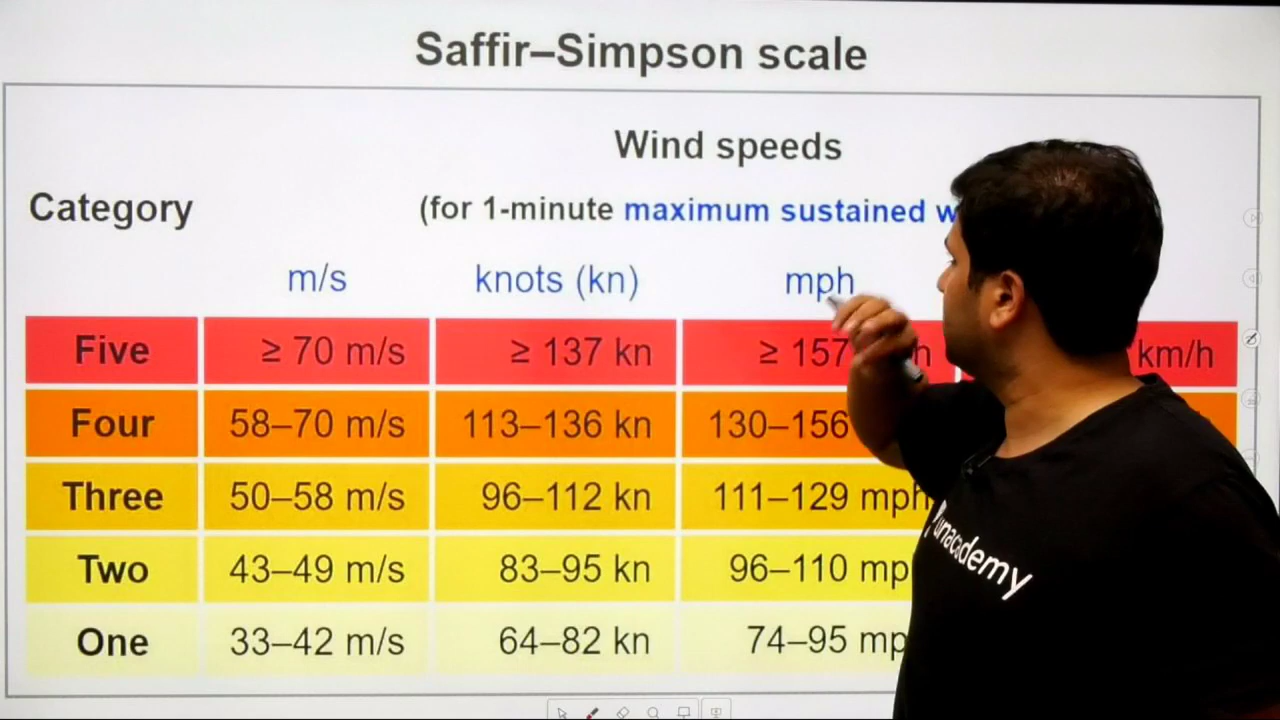 Saffir–Simpson scale
Wind speeds
Category
(for 1-minute maximum sustained
m/s knots (kn) mph
Five ≥ 70 m/s ≥ 137 kn ≥ 157 km/h
Four 58–70 m/s 113–136 kn 130–156
Three 50–58 m/s 96–112 kn 111–129 mph
Two 43–49 m/s 83–95 kn 96–110
One 33–42 m/s 64–82 kn 74–95
unacademy